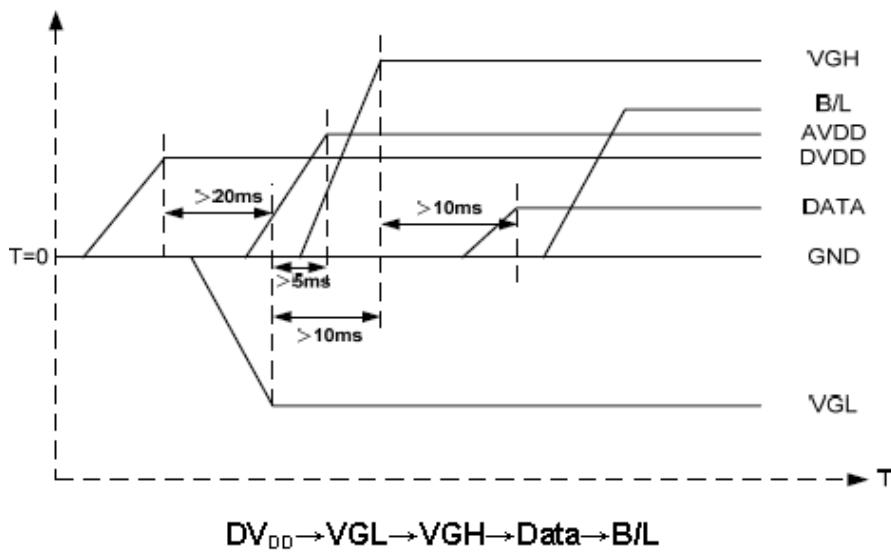 VGH
B/L
AVDD
DVDD
>20ms
>10ms
DATA
T=0
GND
>5ms
>10ms
VGL
T
DVDD→VGL→VGH→Data→B/L